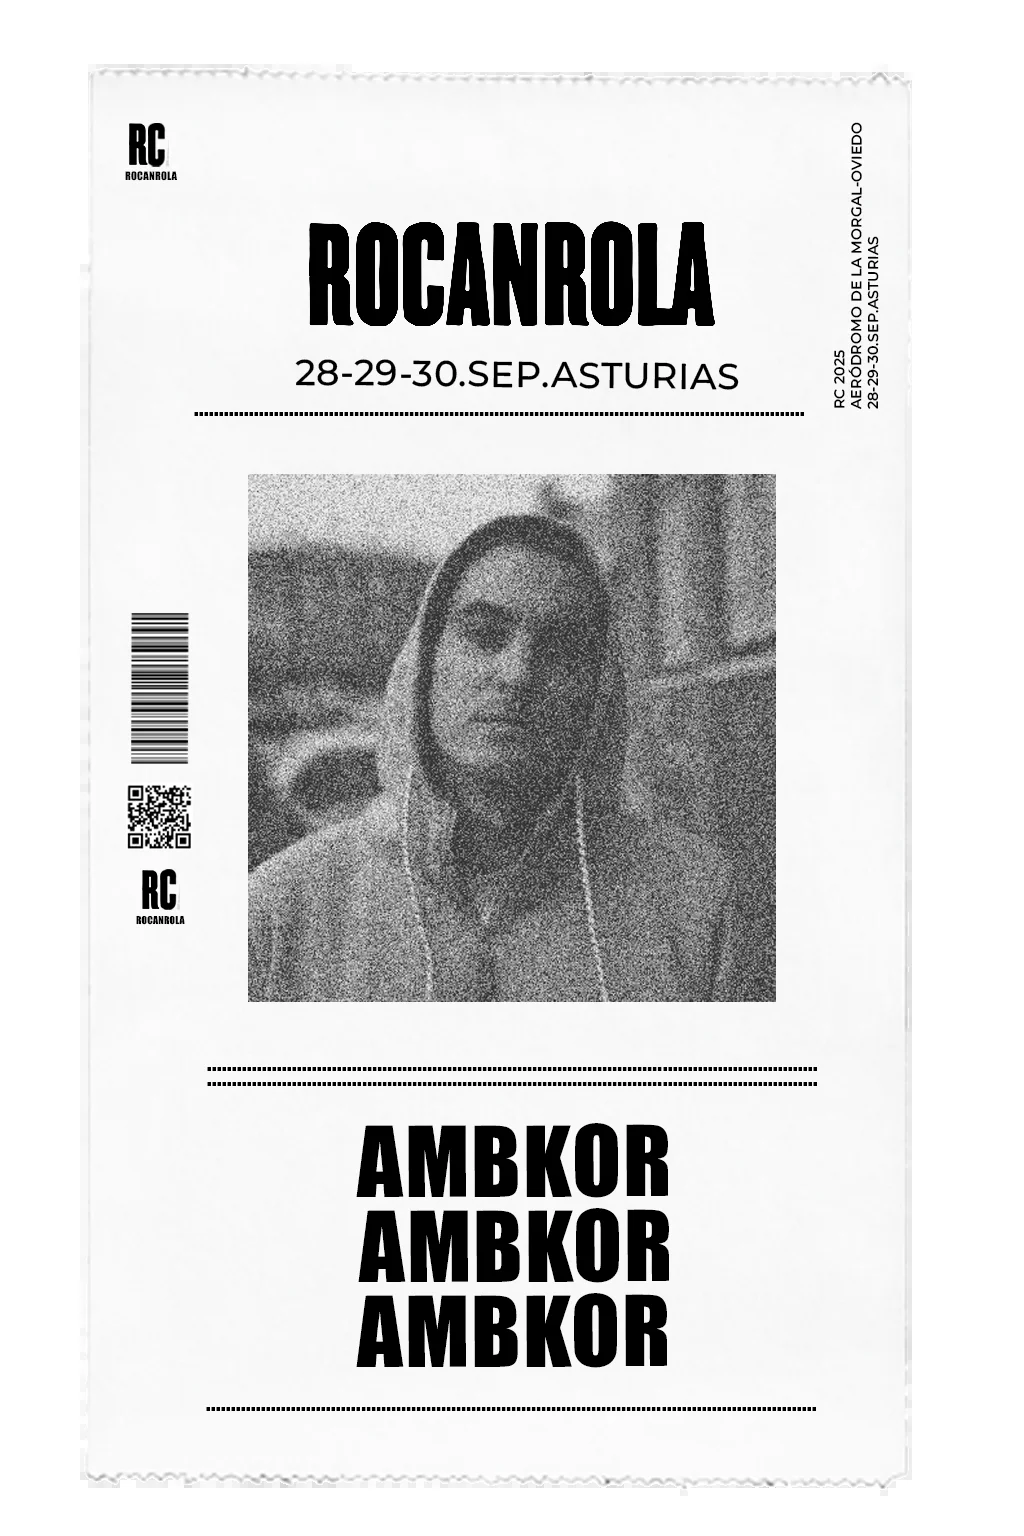 RC
ROCANROLA
ROCANROLA
28-29-30.SEP.ASTURIAS
RC 2025
AERÓDROMO DE LA MORGAL-OVIEDO
28-29-30.SEP.ASTURIAS
RC
ROCANROLA
AMBKOR
AMBKOR
AMBKOR